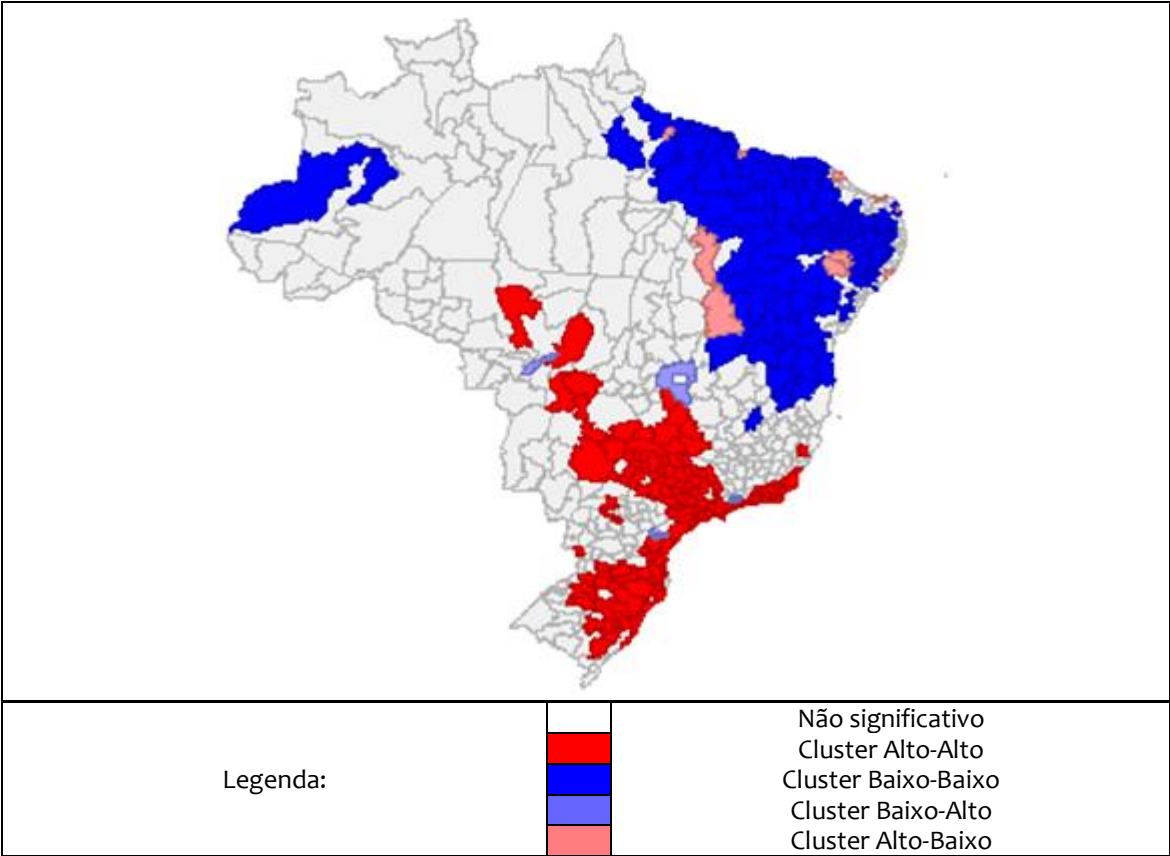 Legenda:
Não significativo
Cluster Alto-Alto
Cluster Baixo-Baixo
Cluster Baixo-Alto
Cluster Alto-Baixo